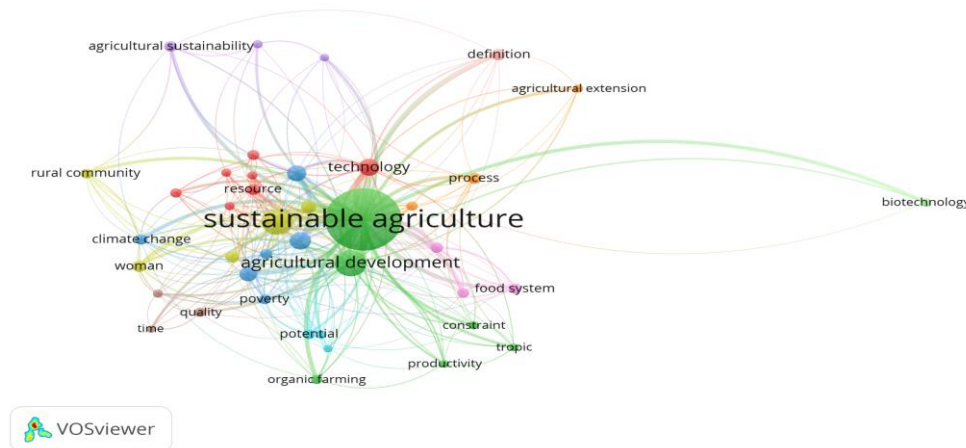 agricultural sustainability
definition
agricultural extension
technology
rural community
process
resource
biotechnology
sustainable agriculture
climate change
agricultural development
woman
food system
poverty
quality
constraint
time
potential
tropic
productivity
organic farming
VOSviewer